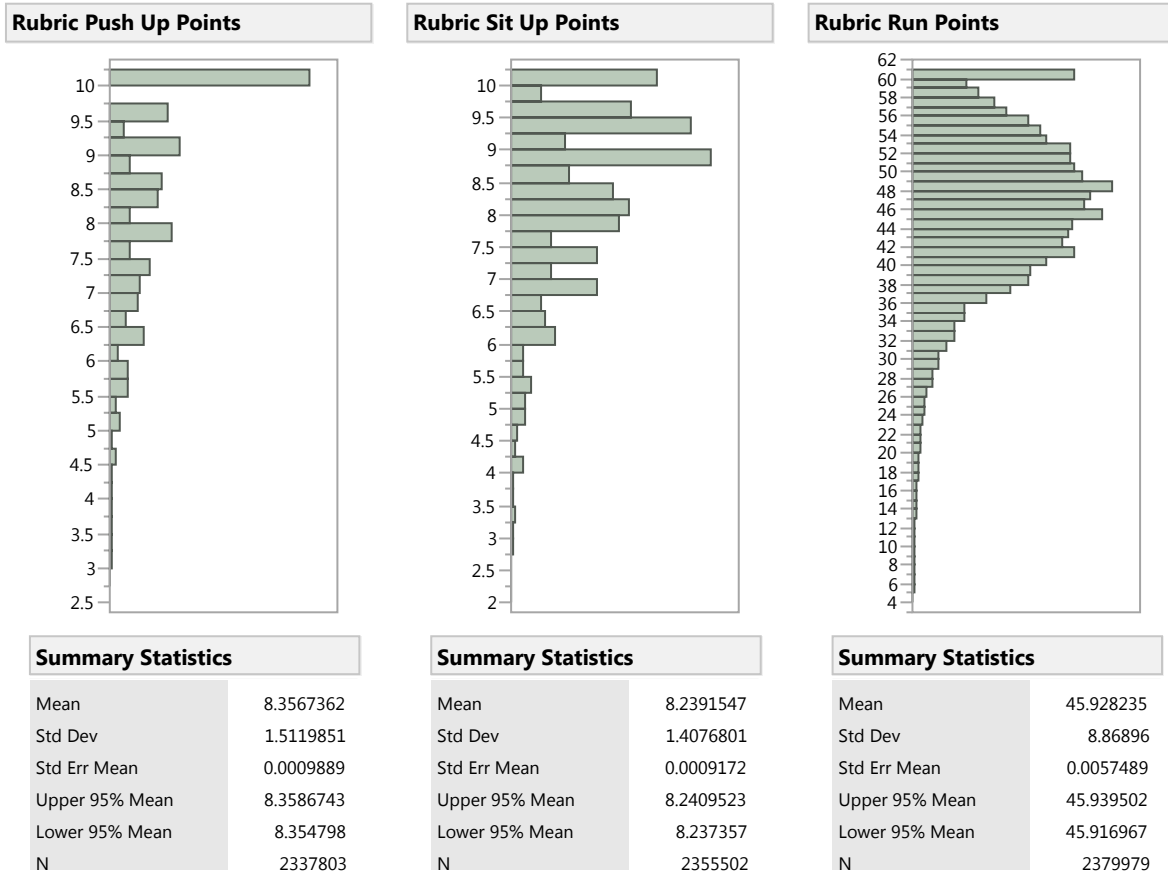 Rubric Push Up Points
10
9.5
9
8.5
8
7.5
7
6.5
6
5.5
5
4.5
4
3.5
3
2.5
Summary Statistics
Mean 8.3567362
Std Dev 1.5119851
Std Err Mean 0.0009889
Upper 95% Mean 8.3586743
Lower 95% Mean 8.354798
N 2337803
Rubric Sit Up Points
10
9.5
9
8.5
8
7.5
7
6.5
6
5.5
5
4.5
4
3.5
3
2.5
2
Summary Statistics
Mean 8.2391547
Std Dev 1.4076801
Std Err Mean 0.0009172
Upper 95% Mean 8.2409523
Lower 95% Mean 8.237357
N 2355502
Rubric Run Points
62
60
58
56
54
52
50
48
46
44
42
40
38
36
34
32
30
28
26
24
22
20
18
16
14
12
10
8
6
4
Summary Statistics
Mean 45.928235
Std Dev 8.86896
Std Err Mean 0.0057489
Upper 95% Mean 45.939502
Lower 95% Mean 45.916967
N 2379979